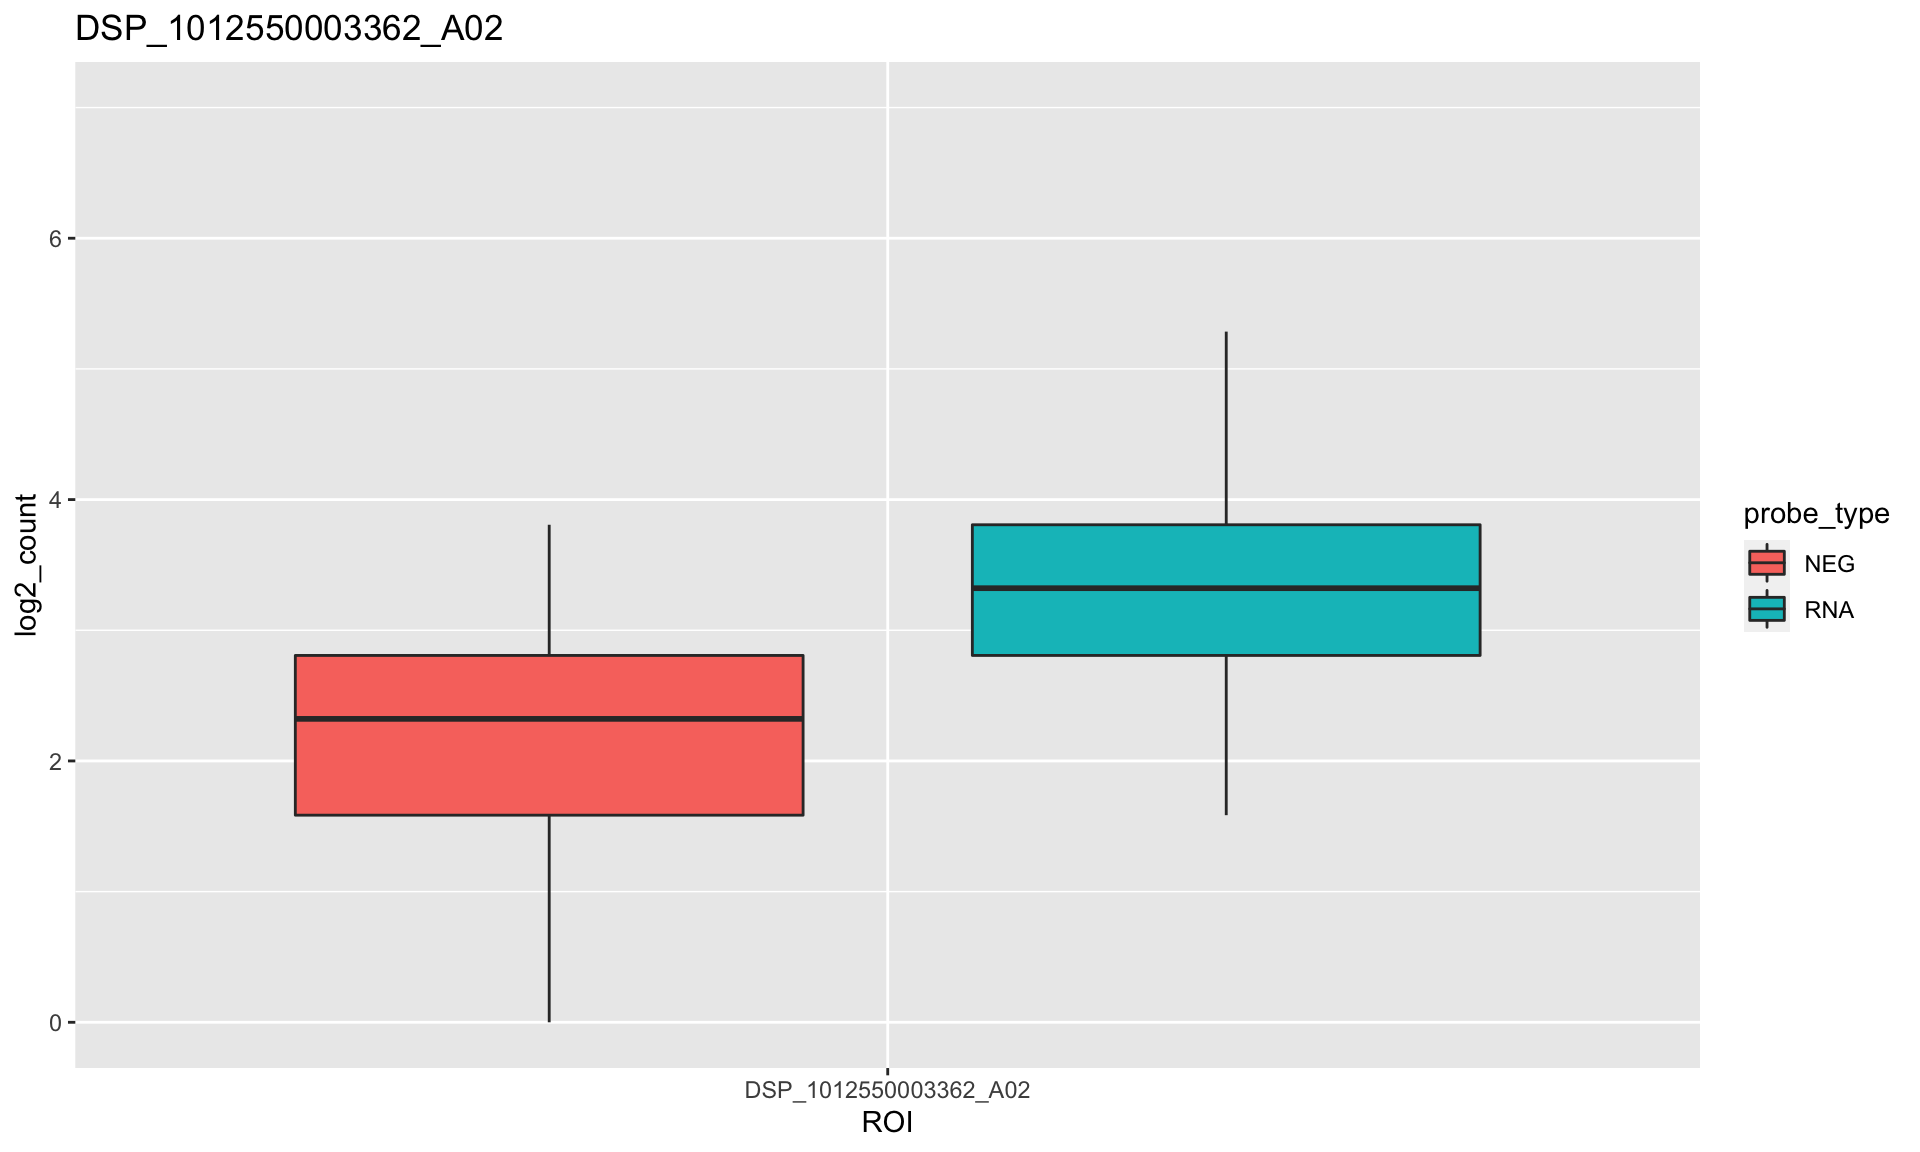 DSP_1012550003362_A02
6
4
2
0
log2_count
DSP_1012550003362_A02
ROI
probe_type
NEG
RNA